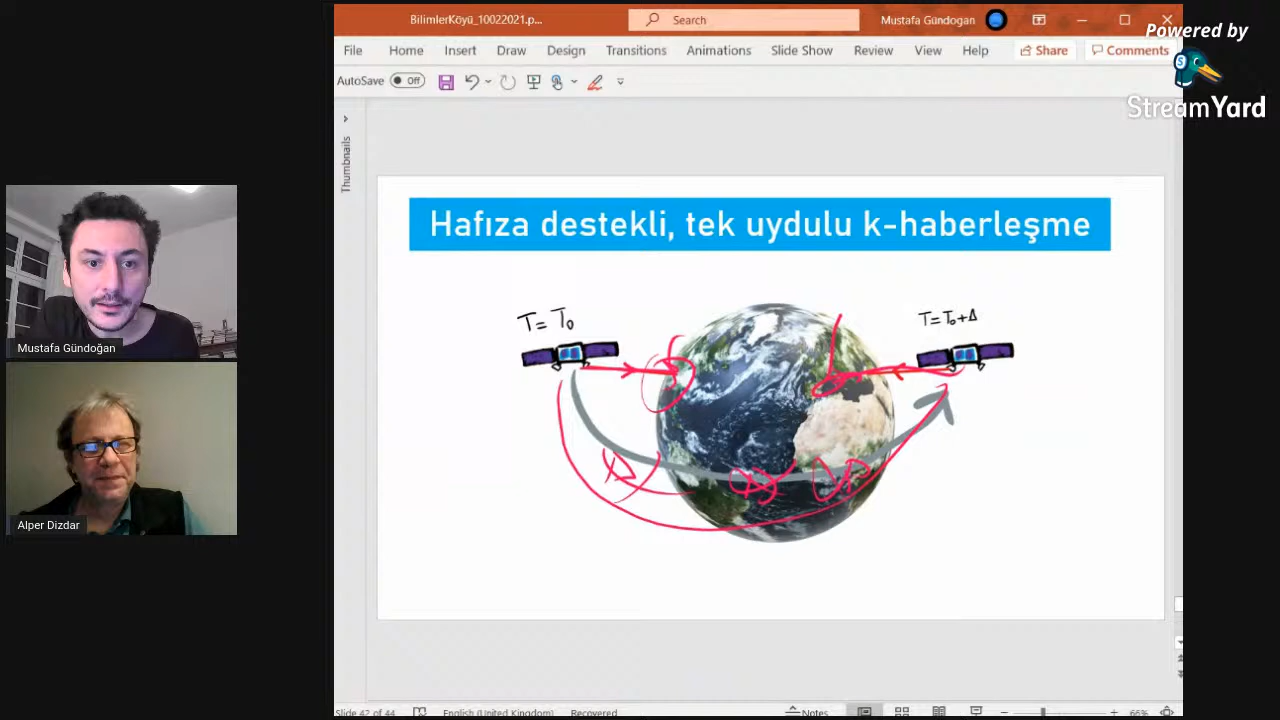 BilimlerKöyü_10022021.p...
Search
Mustafa Gündogan
Powered by
StreamYard
File Home Insert Draw Design Transitions Animations Slide Show Review View Help Share Comments
AutoSave Off
Thumbnails
Hafıza destekli, tek uydulu k-haberleşme
T=T0
T=T0+Δ
Mustafa Gündoğan
Alper Dizdar
Slide 42 of 44 English (United Kingdom) Recovered Notes 66%